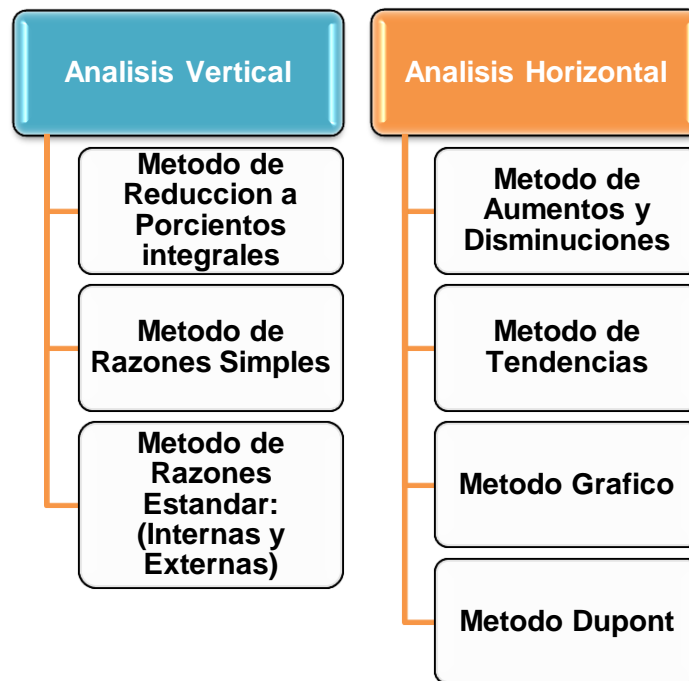 Analisis Vertical
Metodo de
Reduccion a
Porcientos
integrales
Metodo de
Razones Simples
Metodo de
Razones
Estandar:
(Internas y
Externas)
Analisis Horizontal
Metodo de
Aumentos y
Disminuciones
Metodo de
Tendencias
Metodo Grafico
Metodo Dupont